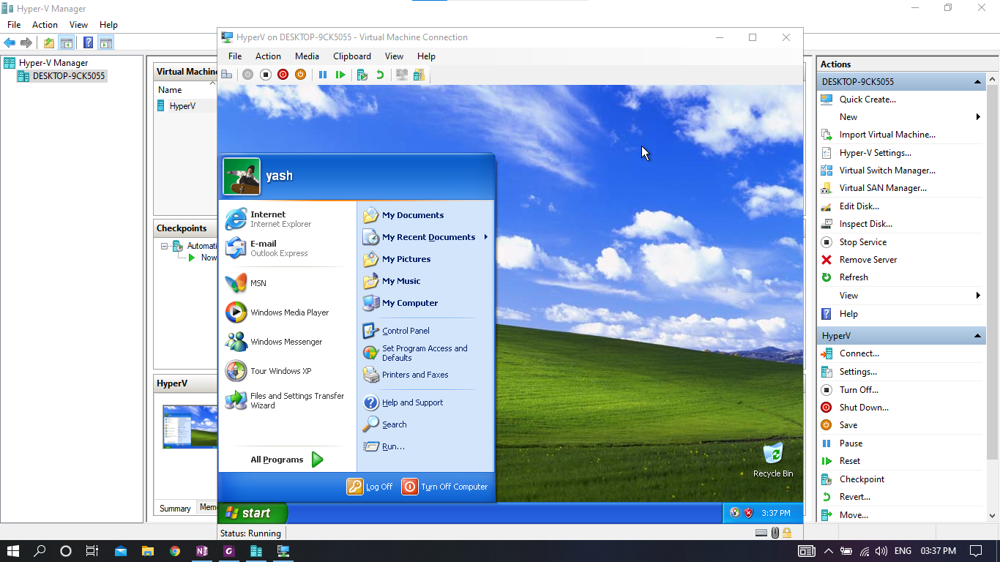 Hyper-V Manager
File Action View Help
Hyper-V Manager
DESKTOP-9CK5055
Virtual Machine
Name
HyperV
Checkpoints
Automati
Now
HyperV
Summary Mem
HyperV on DESKTOP-9CK5055 - Virtual Machine Connection
File Action Media Clipboard View Help
yash
Internet
Internet Explorer
E-mail
Outlook Express
MSN
Windows Media Player
Windows Messenger
Tour Windows XP
Files and Settings Transfer
Wizard
All Programs
My Documents
My Recent Documents
My Pictures
My Music
My Computer
Control Panel
Set Program Access and
Defaults
Printers and Faxes
Help and Support
Search
Run...
Log Off Turn Off Computer
Recycle Bin
start 3:37 PM
Status: Running
Actions
DESKTOP-9CK5055
Quick Create...
New
Import Virtual Machine...
Hyper-V Settings...
Virtual Switch Manager...
Virtual SAN Manager...
Edit Disk...
Inspect Disk...
Stop Service
Remove Server
Refresh
View
Help
HyperV
Connect...
Settings...
Turn Off...
Shut Down...
Save
Pause
Reset
Checkpoint
Revert...
Move...
ENG 03:37 PM